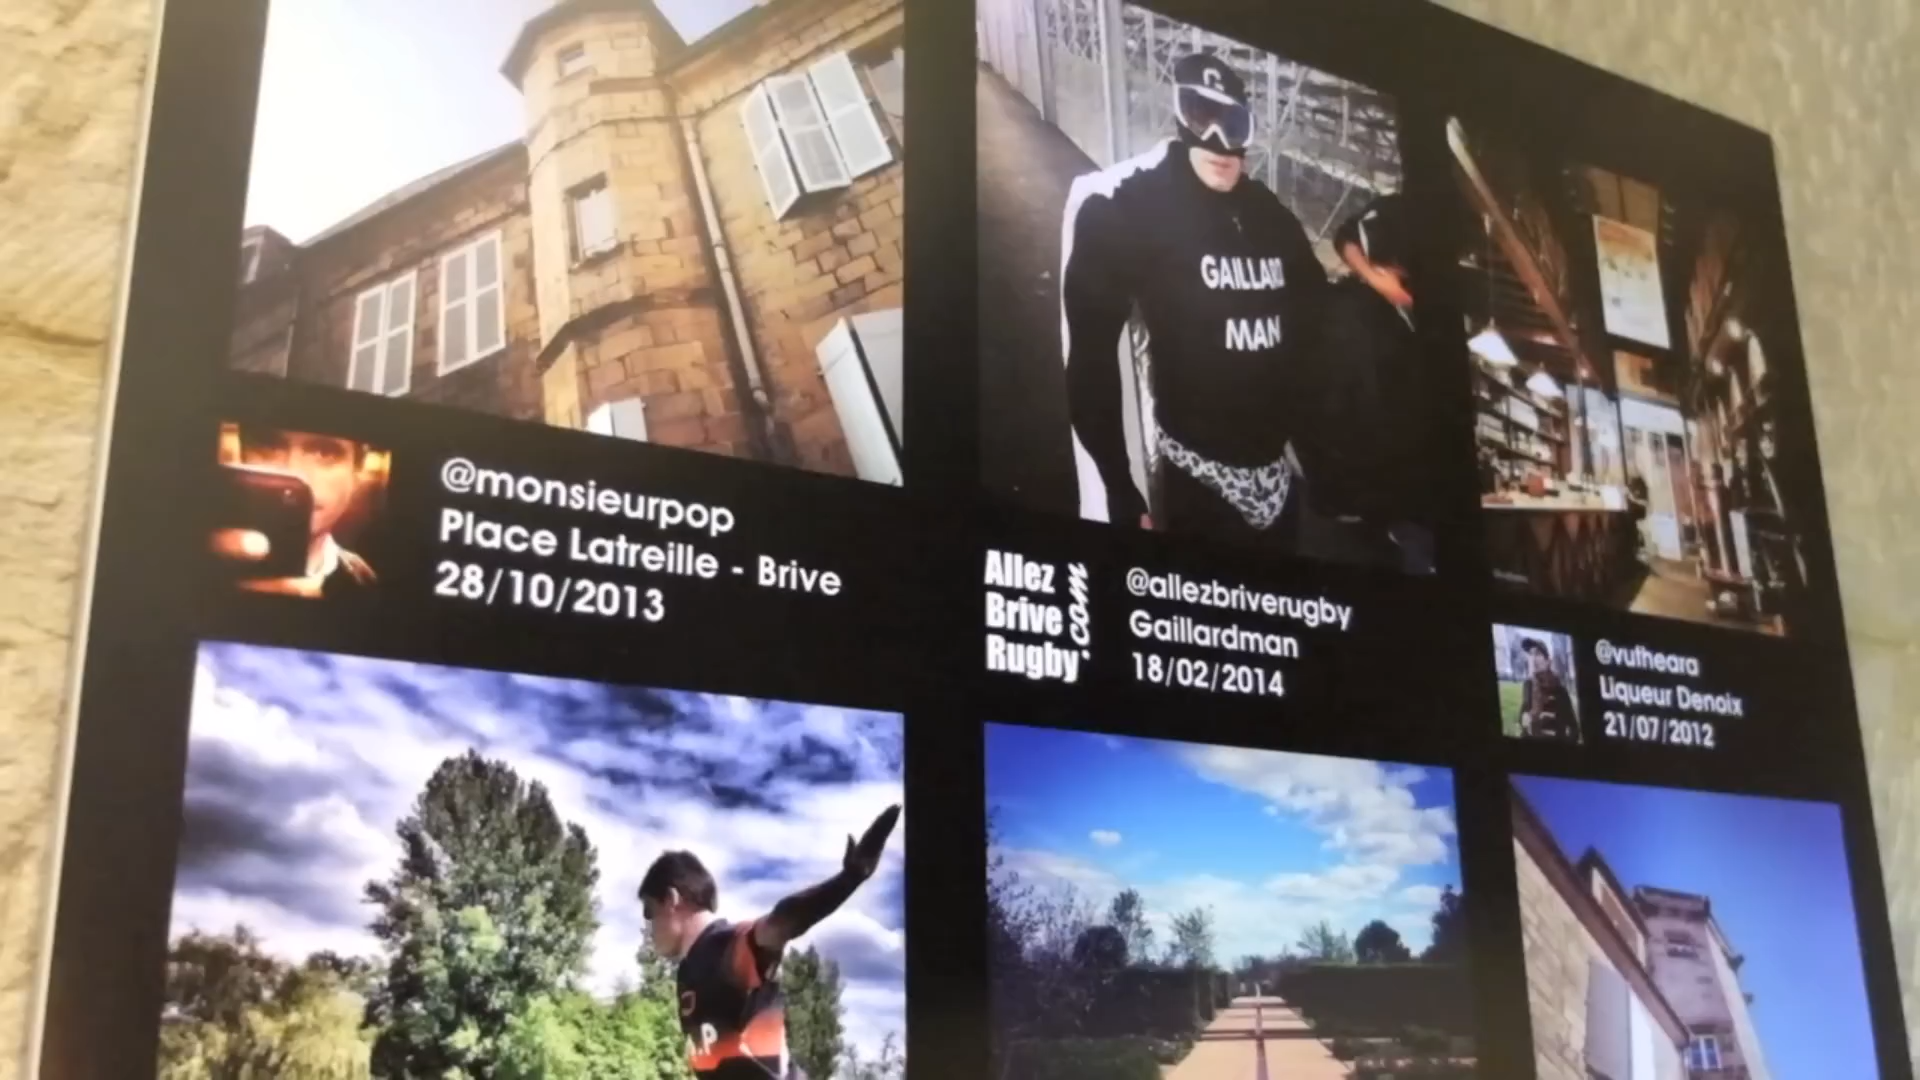 GAILLARD
MAN
@monsieurpop
Place Latreille - Brive
28/10/2013
Allez
Brive
Rugby
.com
@allezbriverugby
Gaillardman
18/02/2014
@vutheara
Liqueur Denoix
21/07/2012
.P